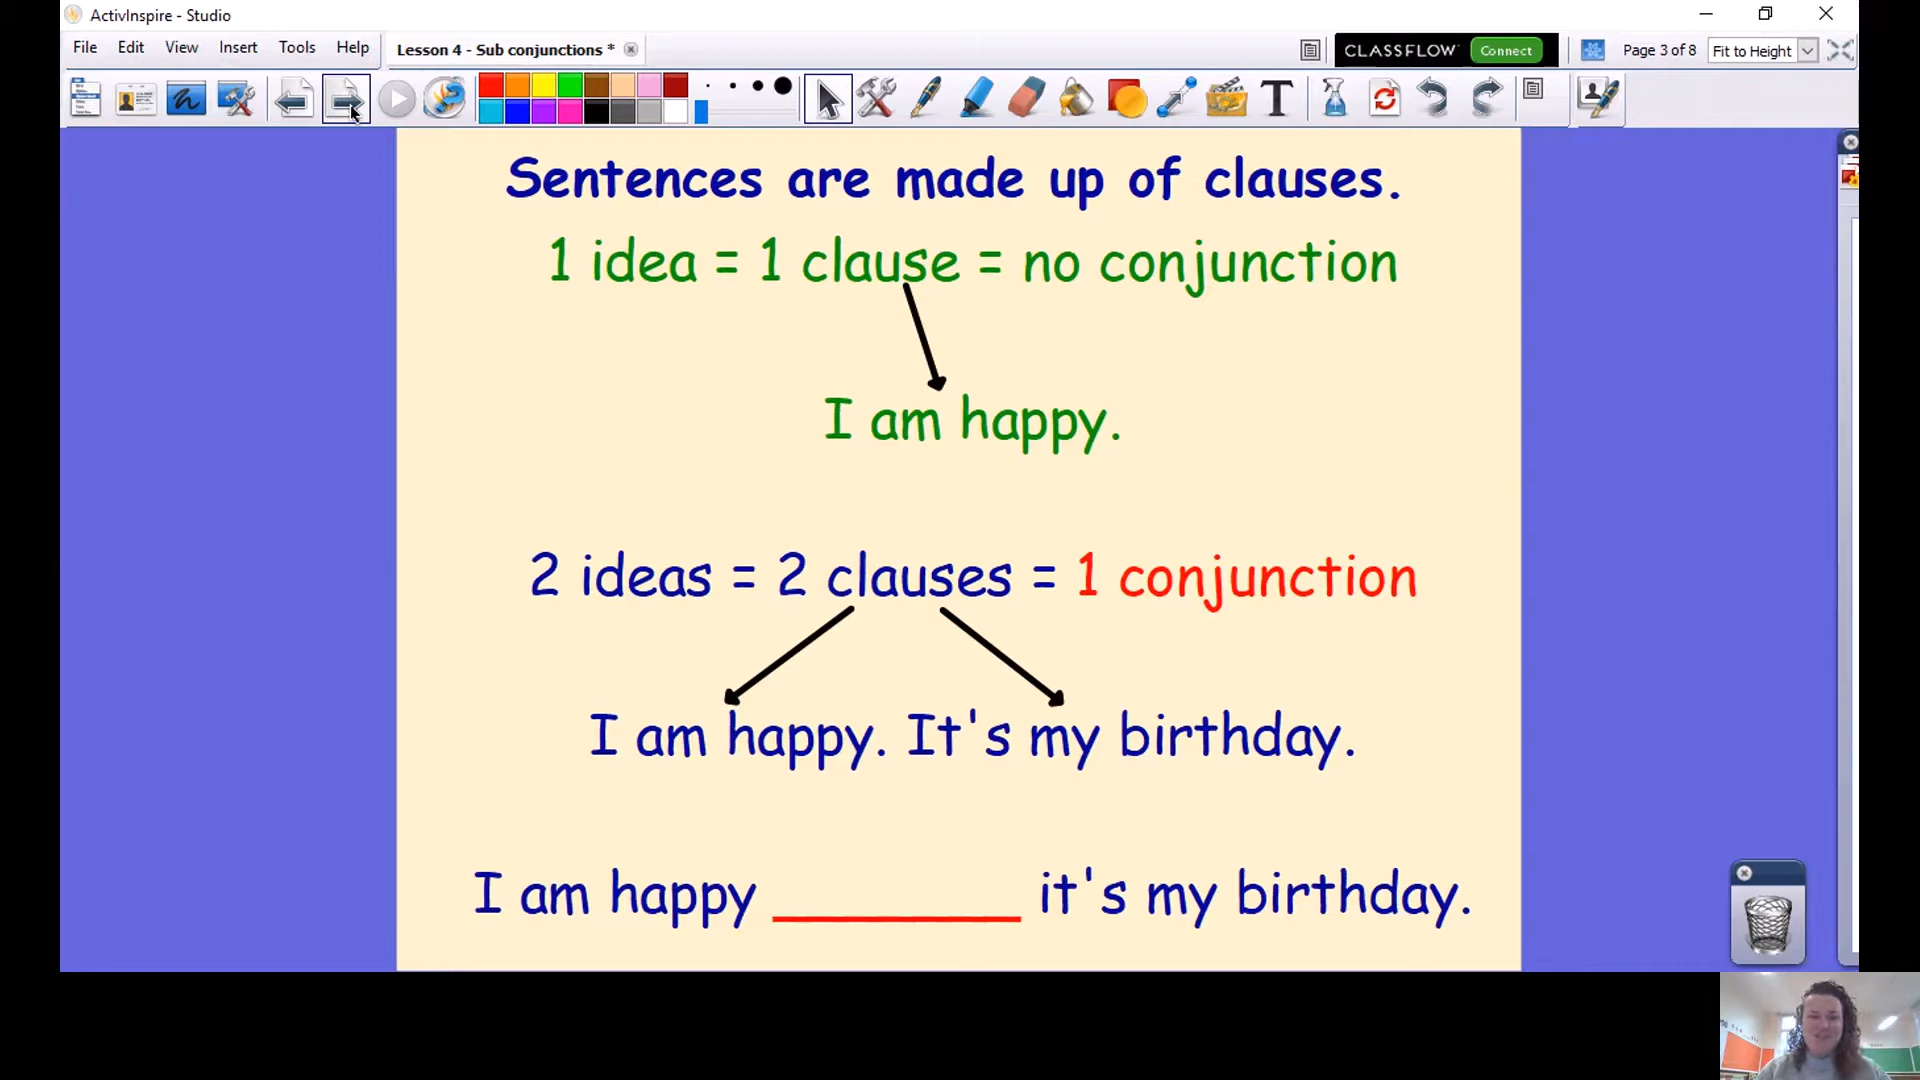 ActivInspire - Studio
File Edit View Insert Tools Help
Lesson 4 - Sub conjunctions *
CLASSFLOW Connect
Page 3 of 8
Fit to Height
Sentences are made up of clauses.
1 idea = 1 clause = no conjunction
I am happy.
2 ideas = 2 clauses = 1 conjunction
I am happy. It's my birthday.
I am happy ________ it's my birthday.